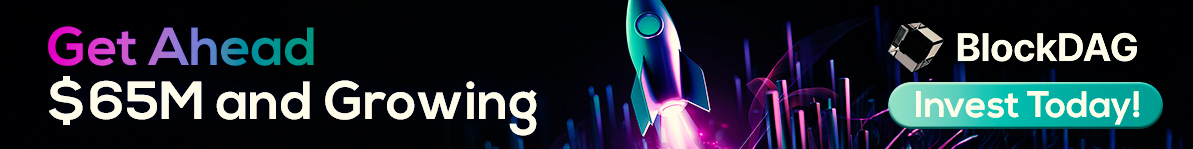 Get Ahead
$65M and Growing
BlockDAG
Invest Today!